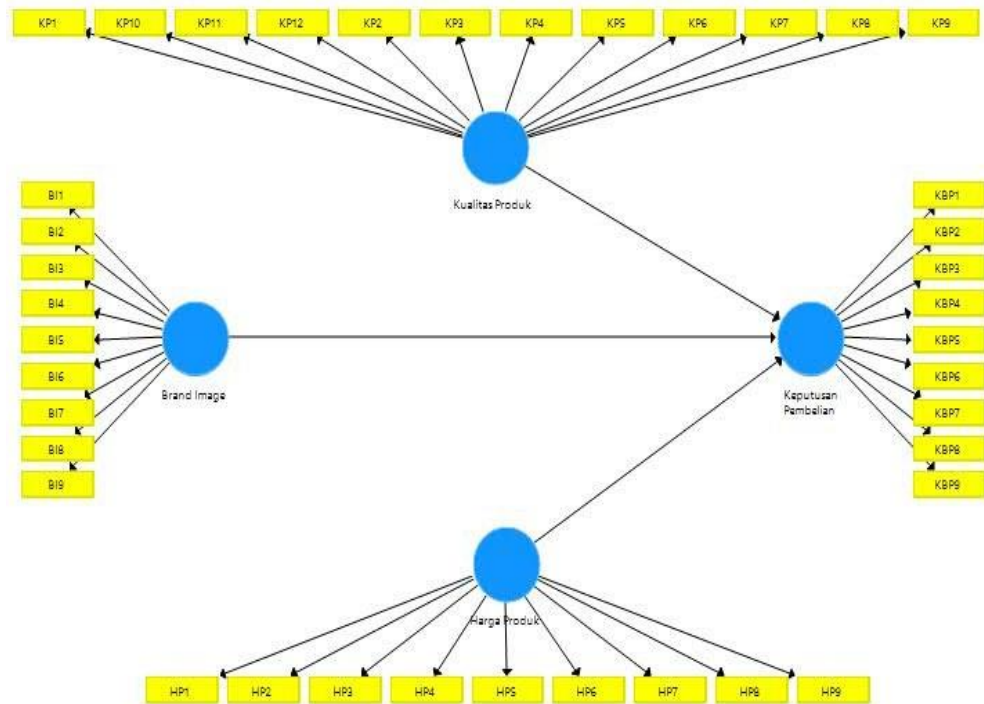 KP1
KP10
KP11
KP12
KP2
KP3
KP4
KP5
KP6
KP7
KP8
KP9
Kualitas Produk
BI1
BI2
BI3
BI4
BI5
BI6
BI7
BI8
BI9
Brand Image
KBP1
KBP2
KBP3
KBP4
KBP5
KBP6
KBP7
KBP8
KBP9
Keputusan
Pembelian
Harga Produk
HP1
HP2
HP3
HP4
HP5
HP6
HP7
HP8
HP9